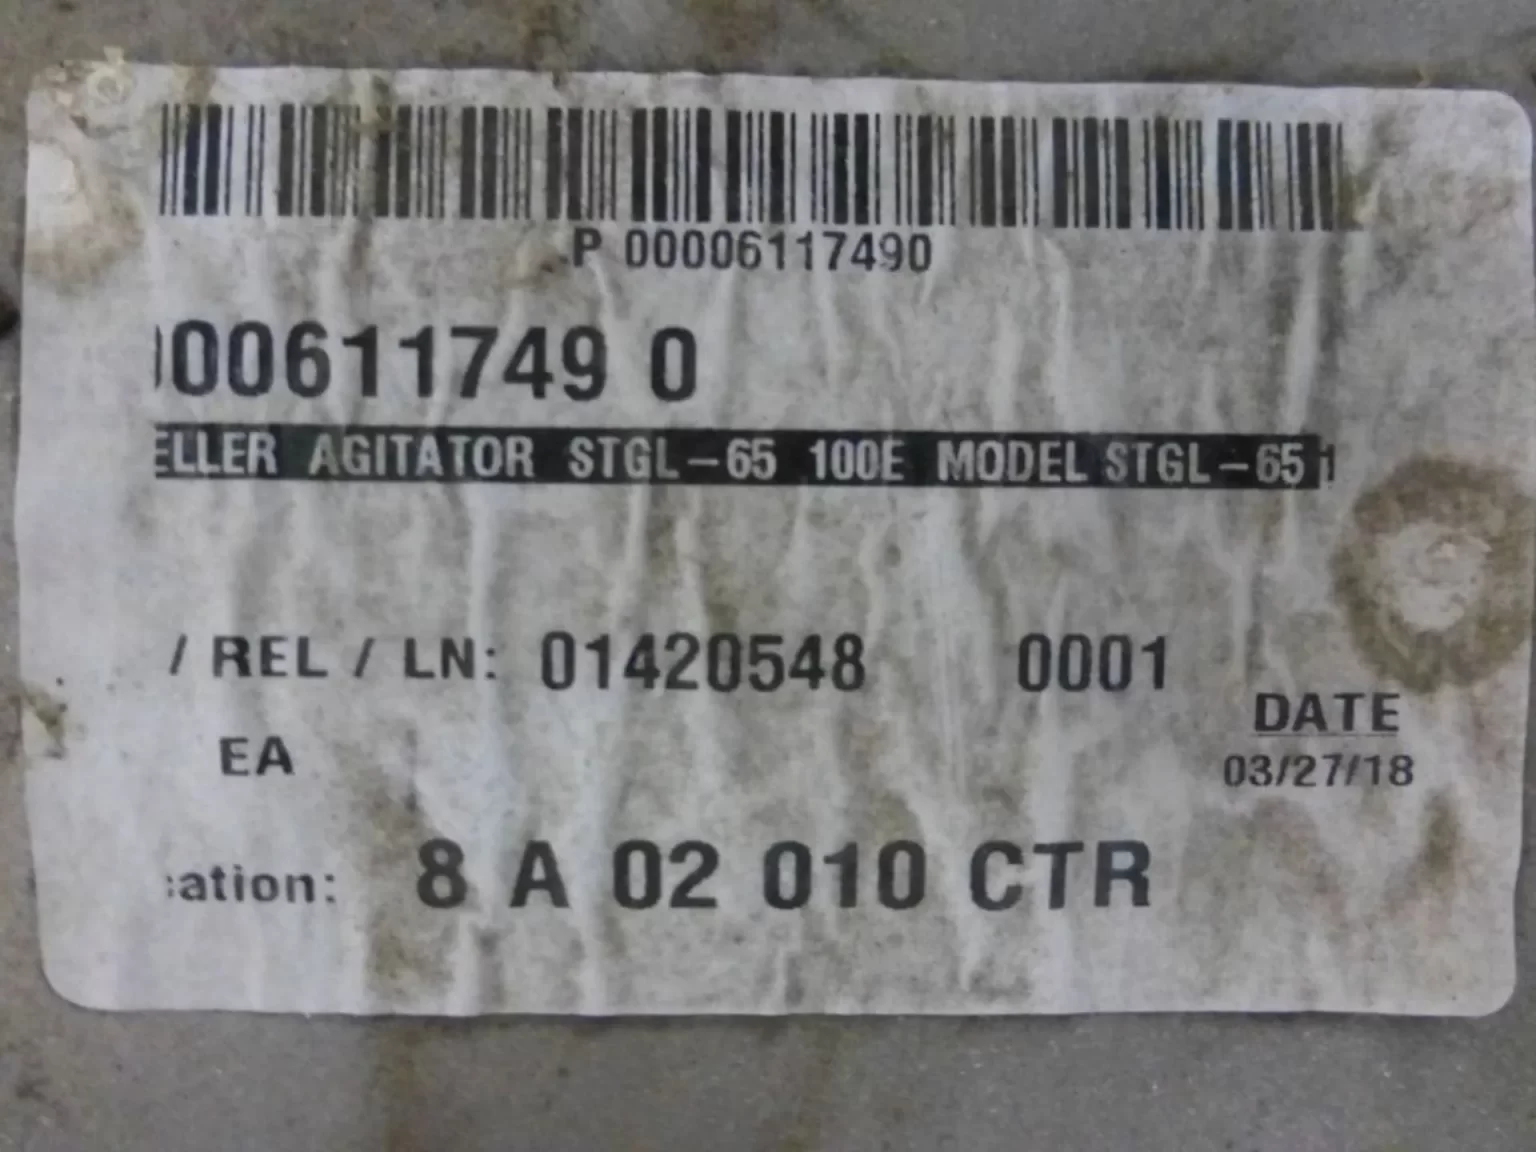 P 00006117490
00611749 0
ELLER AGITATOR STGL-65 100E MODEL STGL-65
/ REL / LN: 01420548 0001
DATE
EA
03/27/18
ation: 8 A 02 010 CTR